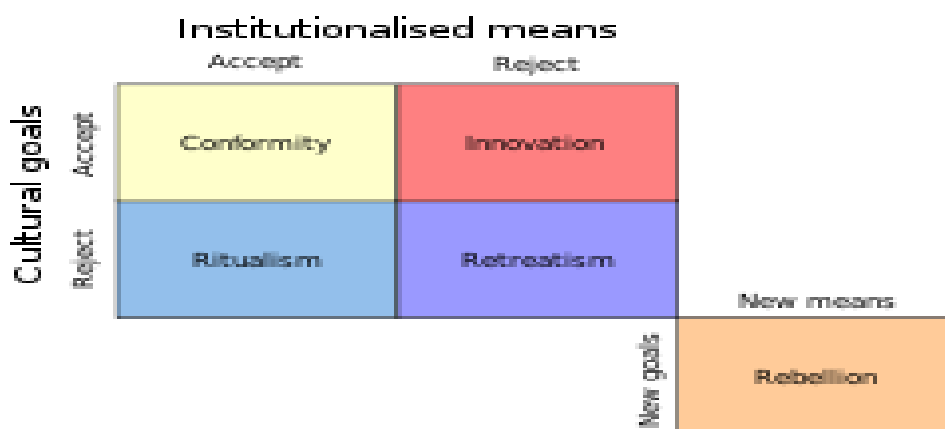 Institutionalised means
Accept Reject
Cultural goals
Accept
Conformity Innovation
Reject
Ritualism Retreatism
New means
New goals
Rebellion